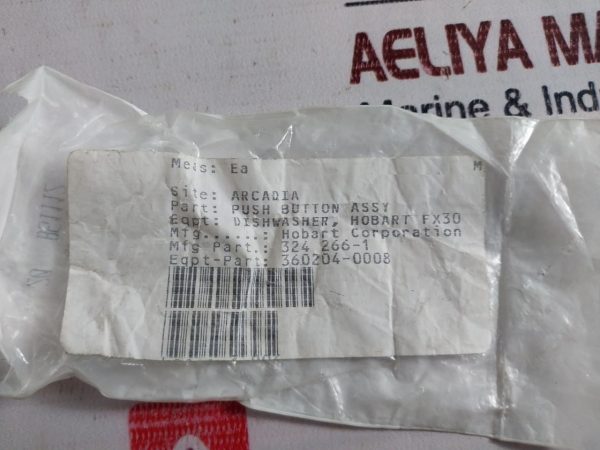 AELIYA MA
Marine & Ind
Meas: Ea
M
Site: ARCADIA
Part: PUSH BUTTON ASSY
Eqpt: DISHWASHER, HOBART FX30
Mfg.....: Hobart Corporation
Mfg Part.: 324 266-1
Eqpt-Part: 360204-0008